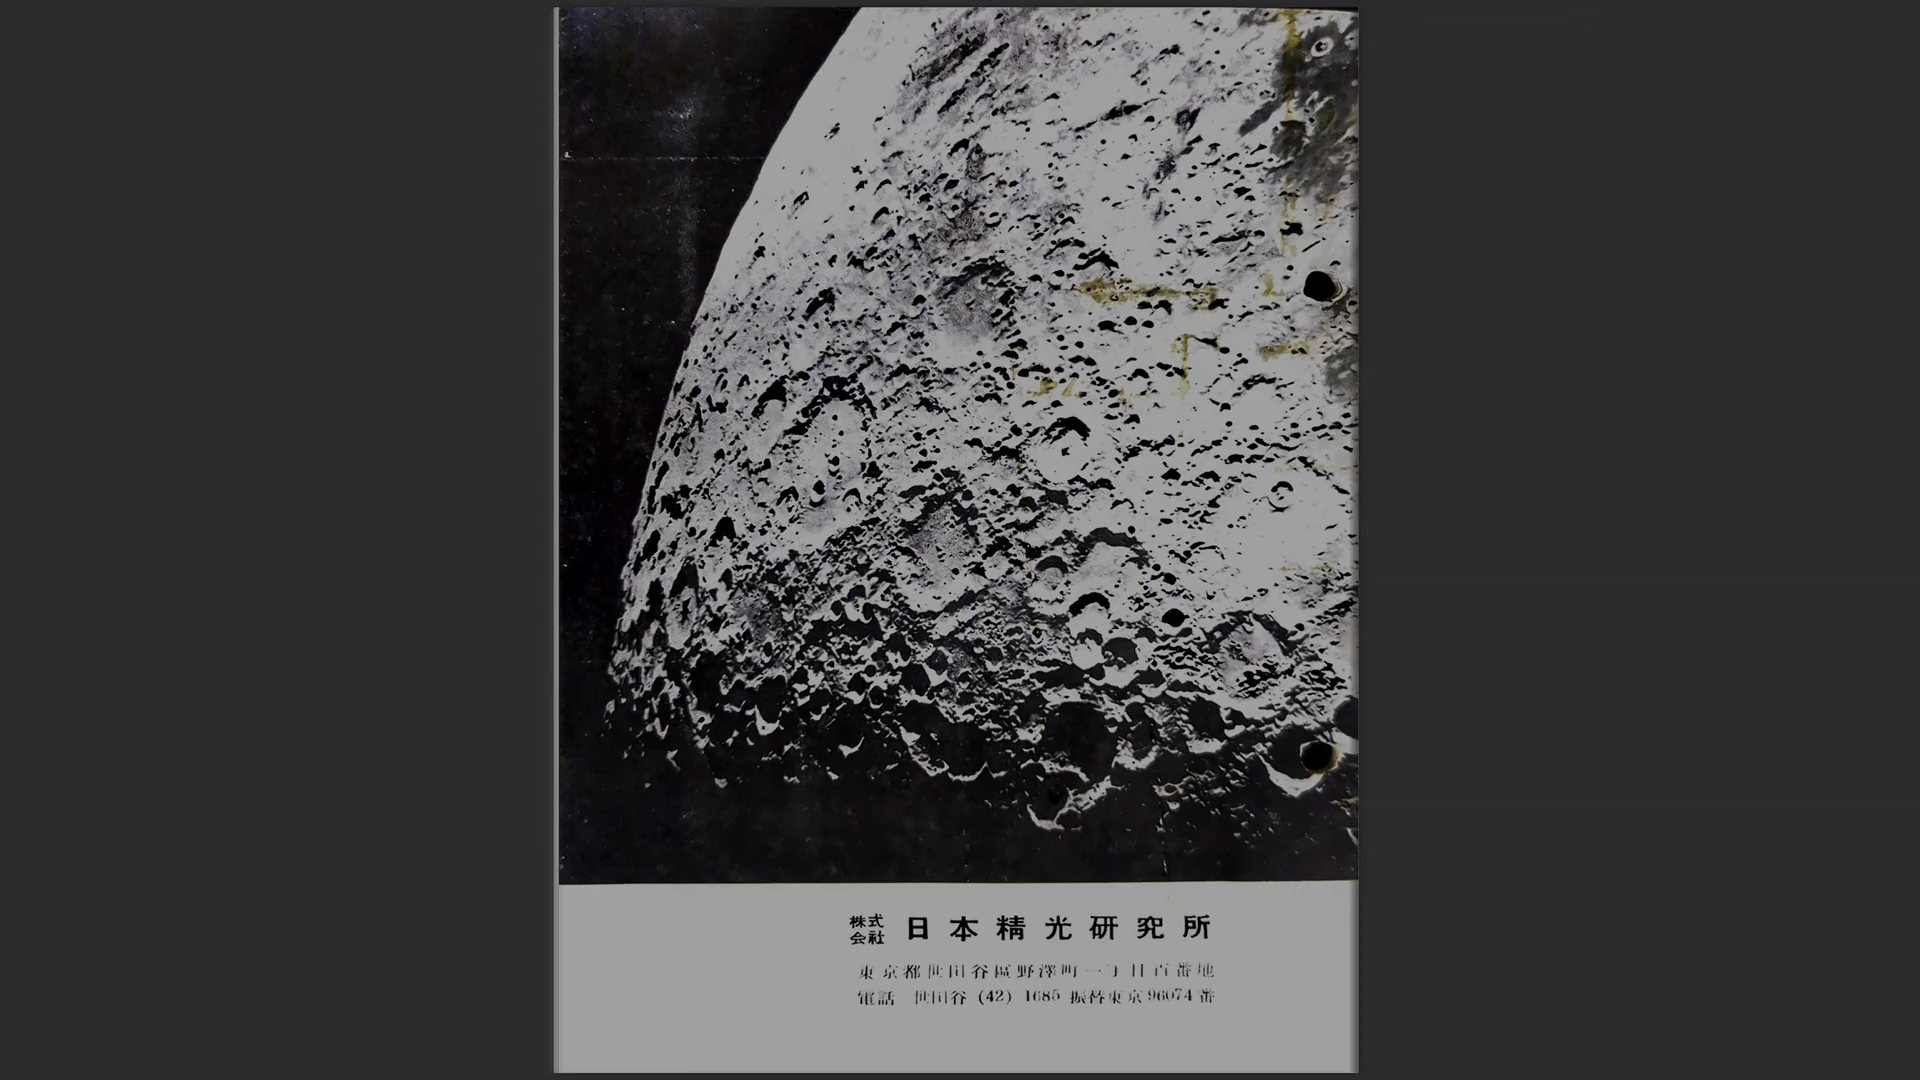 株式会社 日本精光研究所
東京都世田谷區野澤町一丁目百番地
電話 世田谷 (42) 1685 振替東京 96074 番